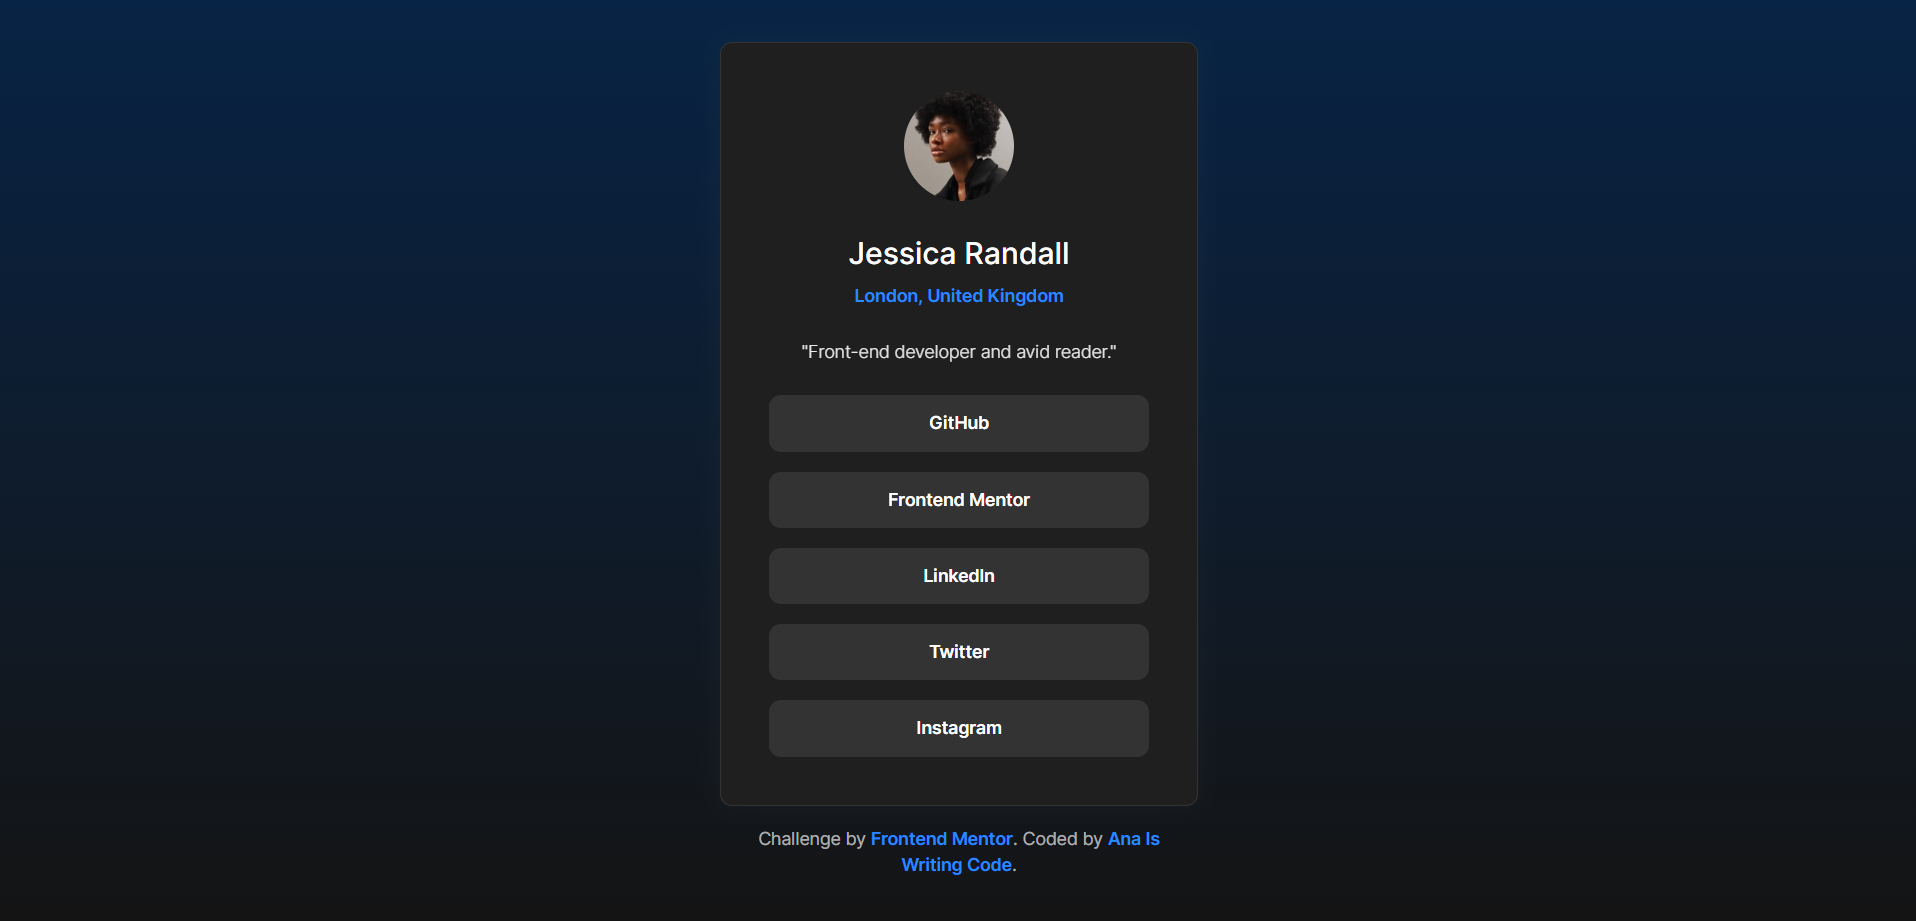 Jessica Randall
London, United Kingdom
"Front-end developer and avid reader."
GitHub
Frontend Mentor
LinkedIn
Twitter
Instagram
Challenge by Frontend Mentor. Coded by Ana Is
Writing Code.